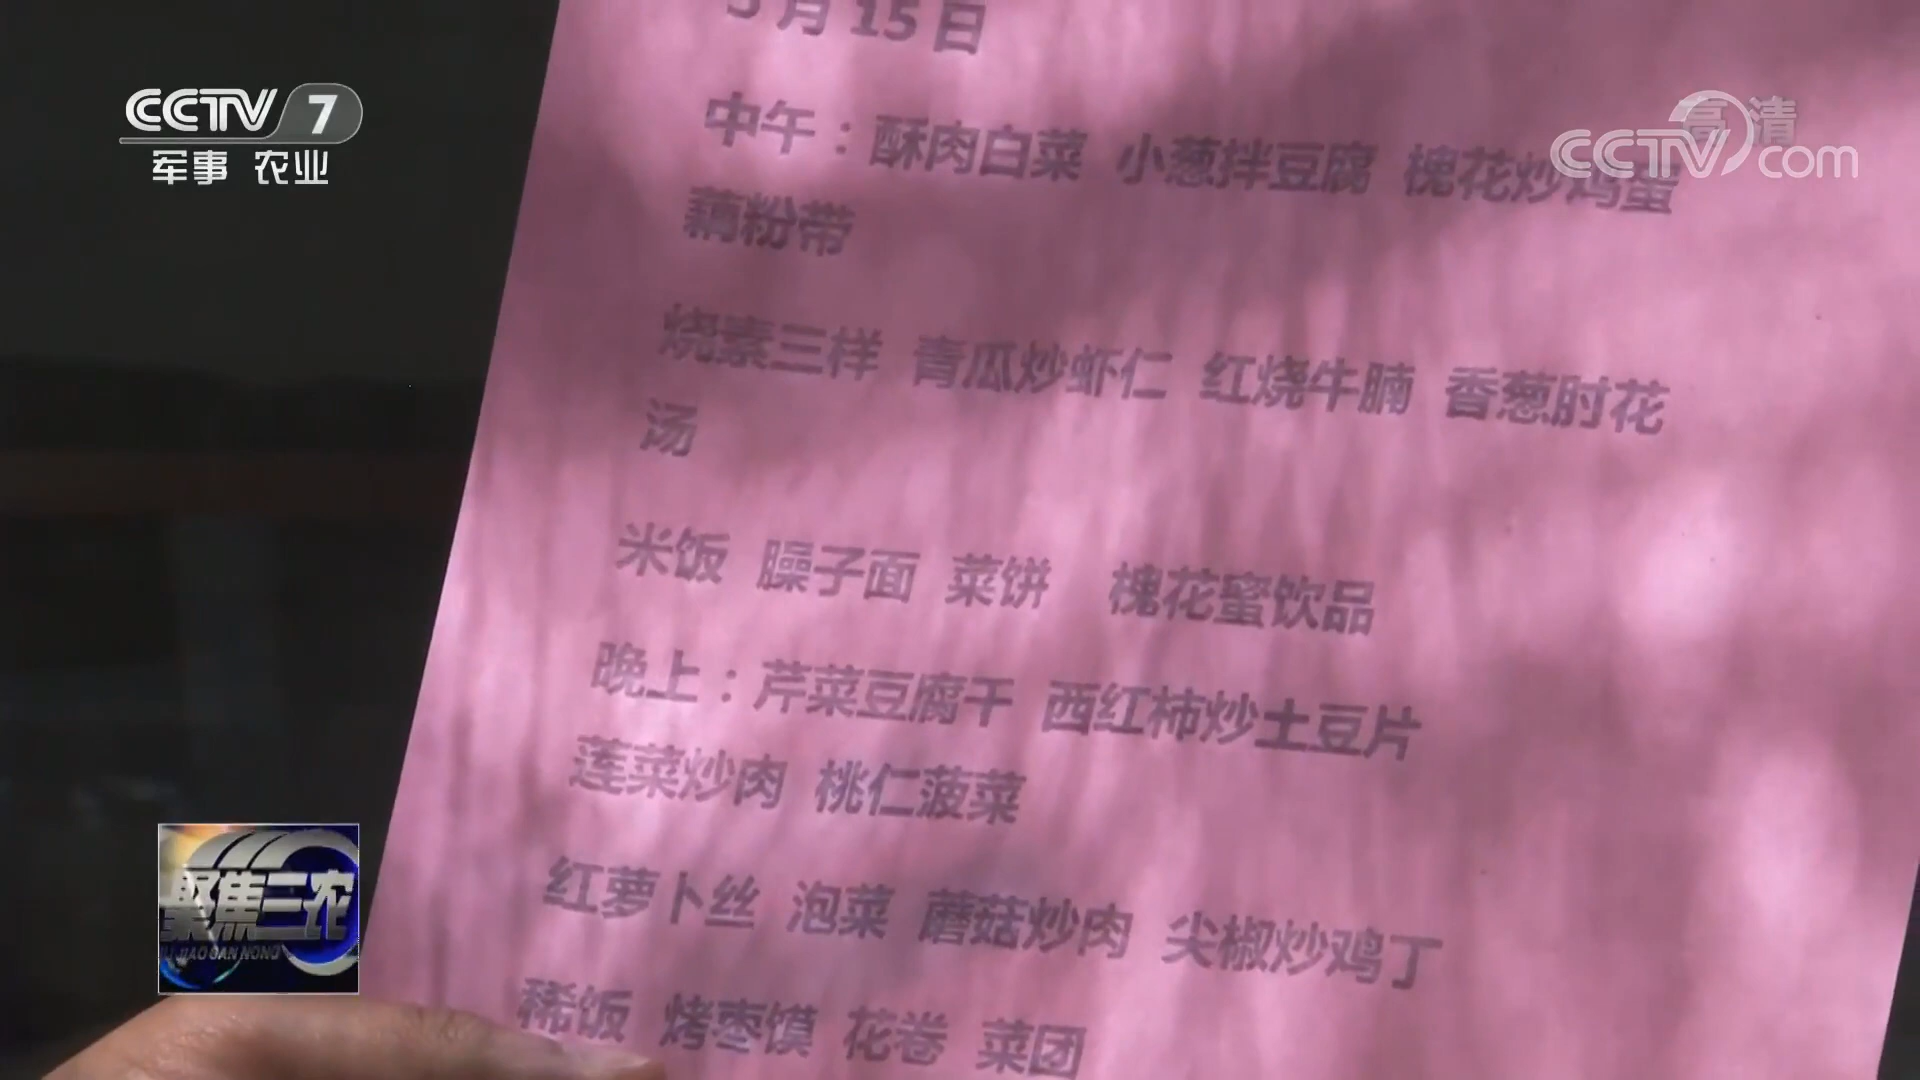 5月15日
CCTV 7
军事 农业
高清
CCTV com
中午：酥肉白菜 小葱拌豆腐 槐花炒鸡蛋
藕粉带
烧素三样 青瓜炒虾仁 红烧牛腩 香葱肘花
汤
米饭 臊子面 菜饼 槐花蜜饮品
晚上：芹菜豆腐干 西红柿炒土豆片
莲菜炒肉 桃仁菠菜
红萝卜丝 泡菜 蘑菇炒肉 尖椒炒鸡丁
稀饭 烤枣馍 花卷 菜团
聚焦三农
JIAO SAN NONG